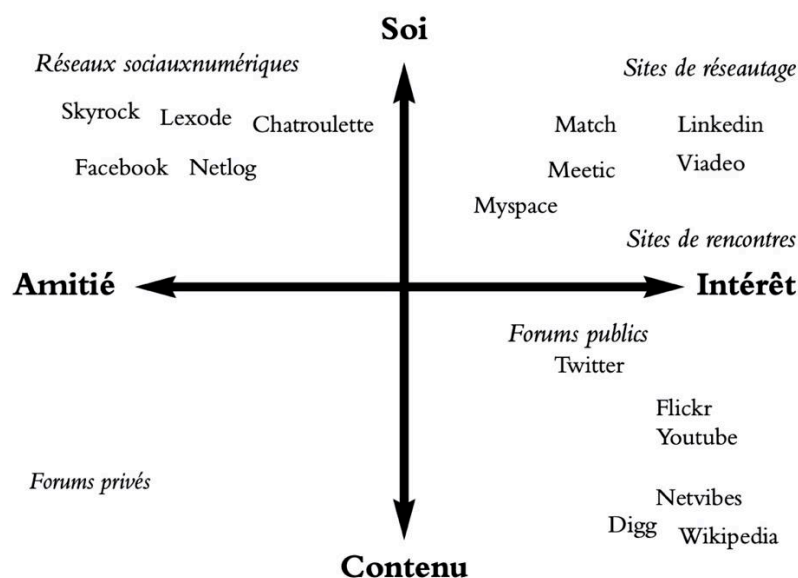 Soi
Réseaux sociauxnumériques
Sites de réseautage
Skyrock Lexode Chatroulette
Match Linkedin
Facebook Netlog
Meetic Viadeo
Myspace
Sites de rencontres
Amitié Intérêt
Forums publics
Twitter
Flickr
Youtube
Forums privés
Netvibes
Digg Wikipedia
Contenu